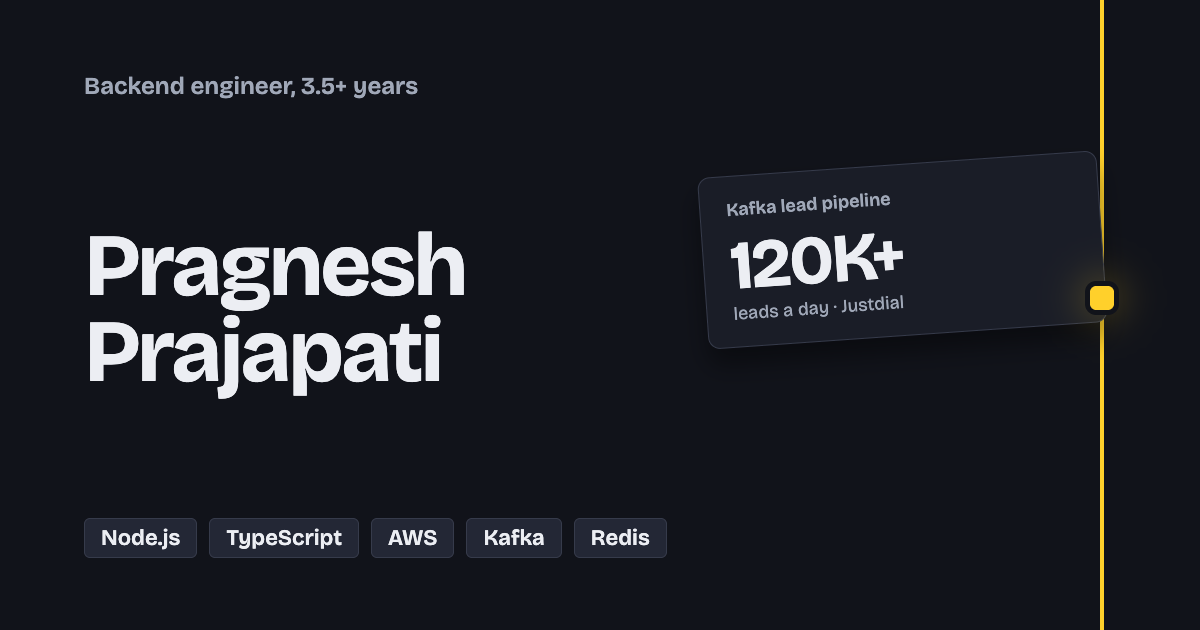 Backend engineer, 3.5+ years
Pragnesh
Prajapati
Kafka lead pipeline
120K+
leads a day · Justdial
Node.js
TypeScript
AWS
Kafka
Redis